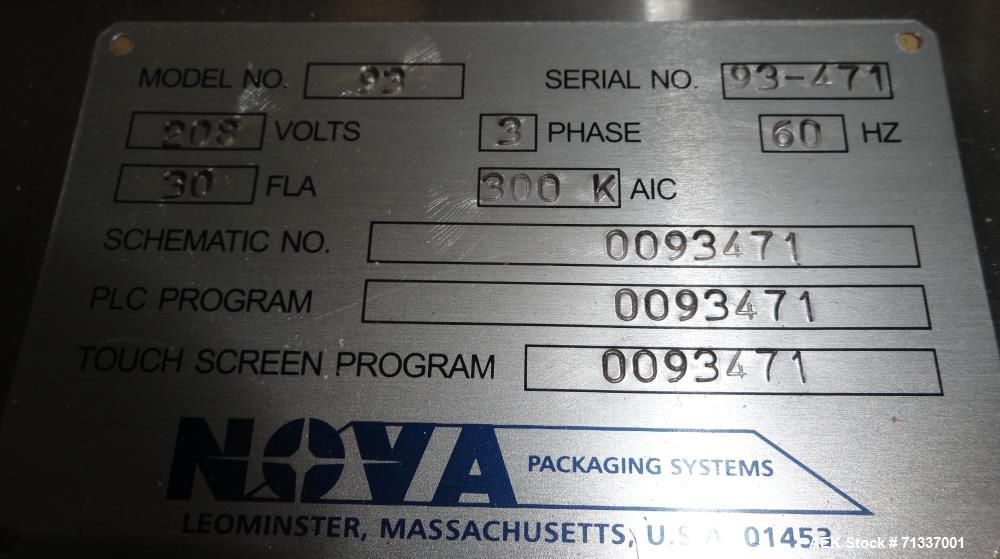 MODEL NO. 93 SERIAL NO. 93-471
208 VOLTS 3 PHASE 60 HZ
30 FLA 300 K AIC
SCHEMATIC NO. 0093471
PLC PROGRAM 0093471
TOUCH SCREEN PROGRAM 0093471
NOVA PACKAGING SYSTEMS
LEOMINSTER, MASSACHUSETTS, U.S.A. 01453
AEK Stock # 71337001